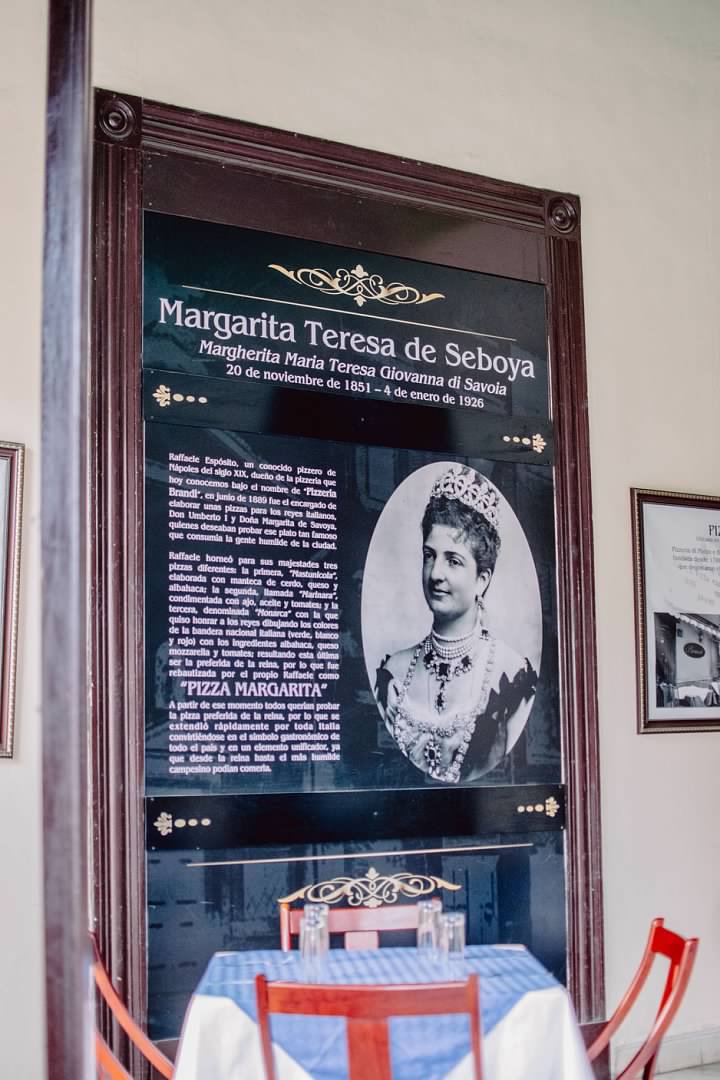 Margarita Teresa de Seboya
Margherita Maria Teresa Giovanna di Savoia
20 de noviembre de 1851 – 4 de enero de 1926
Raffaele Espósito, un conocido pizzero de
Nápoles del siglo XIX, dueño de la pizzeria que
hoy conocemos bajo el nombre de "Pizzeria
Brandi", en junio de 1889 fue el encargado de
elaborar unas pizzas para los reyes italianos,
Don Umberto I y Doña Margarita de Savoya,
quienes deseaban probar ese plato tan famoso
que consumia la gente humilde de la ciudad.
Raffaele horneó para sus majestades tres
pizzas diferentes: la primera, "Mastunicola",
elaborada con manteca de cerdo, queso y
albahaca; la segunda, llamada "Marinara",
condimentada con ajo, aceite y tomates; y la
tercera, denominada "Monarca" con la que
quiso honrar a los reyes dibujando los colores
de la bandera nacional italiana (verde, blanco
y rojo) con los ingredientes albahaca, queso
mozzarella y tomate; resultando esta última
ser la preferida de la reina, por lo que fue
rebautizada por el propio Raffaele como
"PIZZA MARGARITA"
A partir de ese momento todos querian probar
la pizza preferida de la reina, por lo que se
extendió rápidamente por toda Italia
convirtiéndose en el símbolo gastronómico de
todo el país y en un elemento unificador, ya
que desde la reina hasta el más humilde
campesino podían comerla.